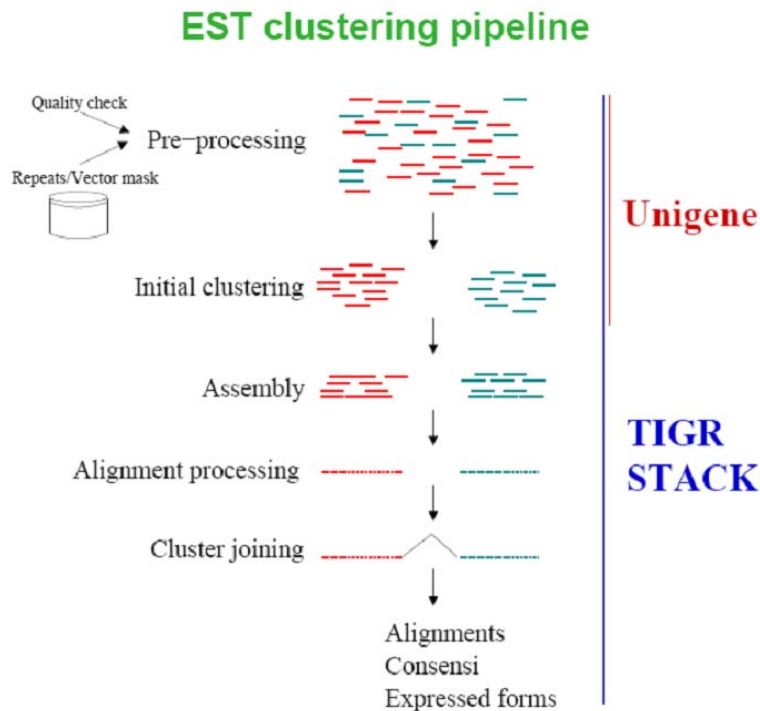 EST clustering pipeline
Quality check
Pre-processing
Repeats/Vector mask
Unigene
Initial clustering
Assembly
TIGR
STACK
Alignment processing
Cluster joining
Alignments
Consensi
Expressed forms